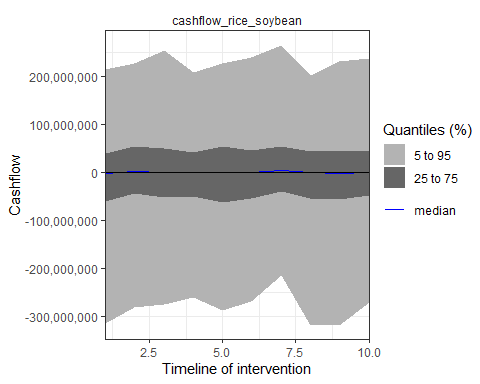 cashflow_rice_soybean
Cashflow
200,000,000
100,000,000
0
-100,000,000
-200,000,000
-300,000,000
2.5
5.0
7.5
10.0
Timeline of intervention
Quantiles (%)
5 to 95
25 to 75
median